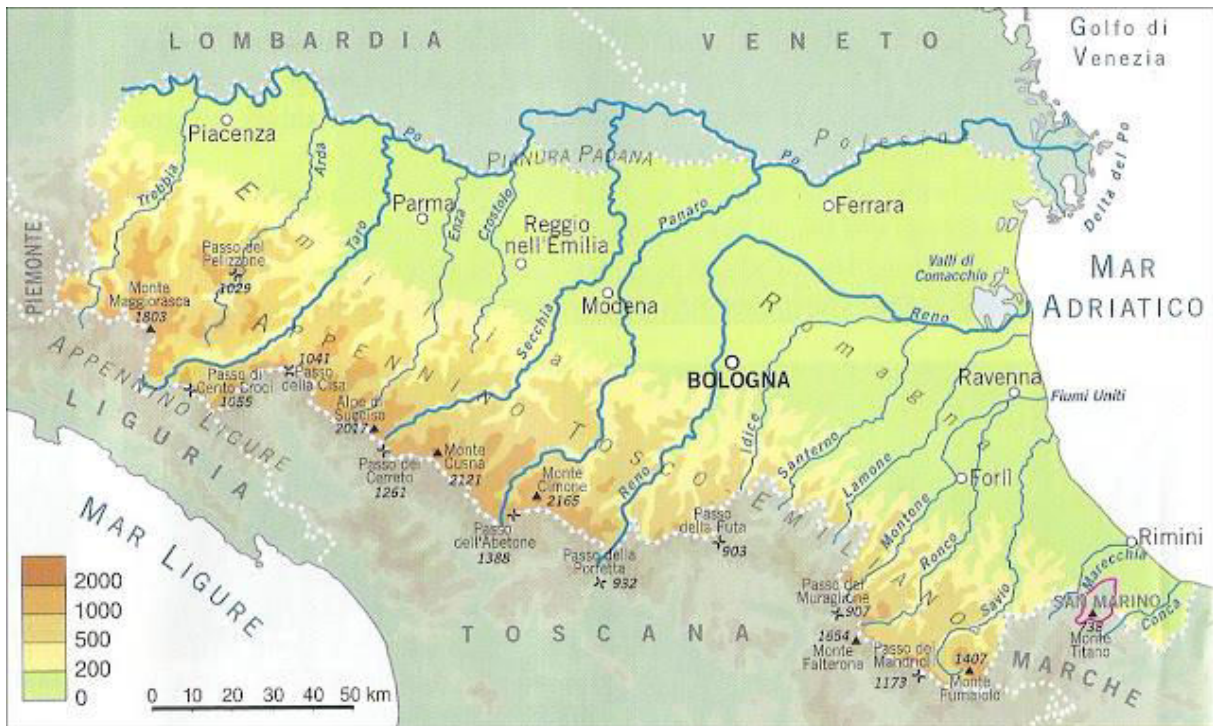 LOMBARDIA
VENETO
Golfo di
Venezia
Piacenza
Po
Arda
Trebbia
PIANURA PADANA
Po
Polesine
Delta del Po
Parma
Enza
Crostolo
Reggio
nell'Emilia
Panaro
Ferrara
Taro
Emilia
Romagna
PIEMONTE
Passo del
Pelizzone
1029
Monte
Maggiorasca
1803
Secchia
Modena
Valli di
Comacchio
MAR
ADRIATICO
Reno
APPENNINO LIGURE
APPENNINO TOSCO EMILIANO
1041
Passo
della Cisa
Passo di
Cento Croci
1055
BOLOGNA
Ravenna
Fiumi Uniti
LIGURIA
Alpe di
Succiso
2017
Passo del
Cerreto
1261
Monte
Cusna
2121
Monte
Cimone
2165
Reno
Idice
Santerno
Lamone
Forlì
Montone
Ronco
Passo
dell'Abetone
1388
Passo della
Porretta
932
Passo
della Futa
903
MAR LIGURE
Rimini
Marecchia
Savio
SAN MARINO
738
Monte
Titano
Conca
Passo del
Muraglione
907
TOSCANA
1654
Monte
Falterona
Passo dei
Mandrioli
1173
1407
Monte
Fumaiolo
MARCHE
2000
1000
500
200
0
0 10 20 30 40 50 km